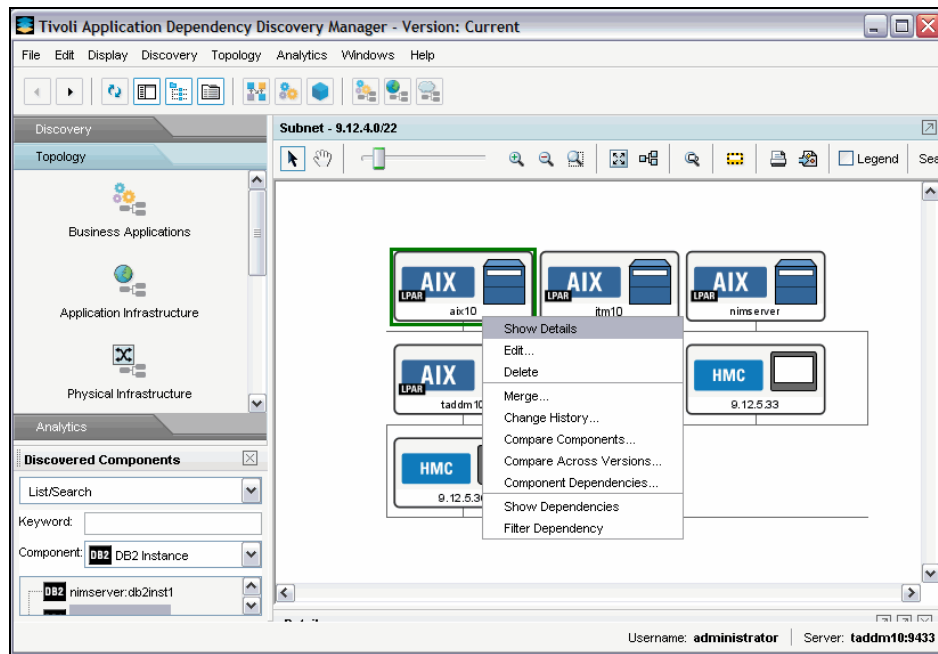 Tivoli Application Dependency Discovery Manager - Version: Current
File Edit Display Discovery Topology Analytics Windows Help
Discovery
Topology
Business Applications
Application Infrastructure
Physical Infrastructure
Analytics
Discovered Components
List/Search
Keyword:
Component: DB2 DB2 Instance
DB2 nimserver:db2inst1
Subnet - 9.12.4.0/22
Legend
AIX LPAR aix10
AIX LPAR itm10
AIX LPAR nimserver
AIX LPAR taddm10
HMC 9.12.5.33
HMC
Show Details
Edit...
Delete
Merge...
Change History...
Compare Components...
Compare Across Versions...
Component Dependencies...
Show Dependencies
Filter Dependency
Username: administrator
Server: taddm10:9433